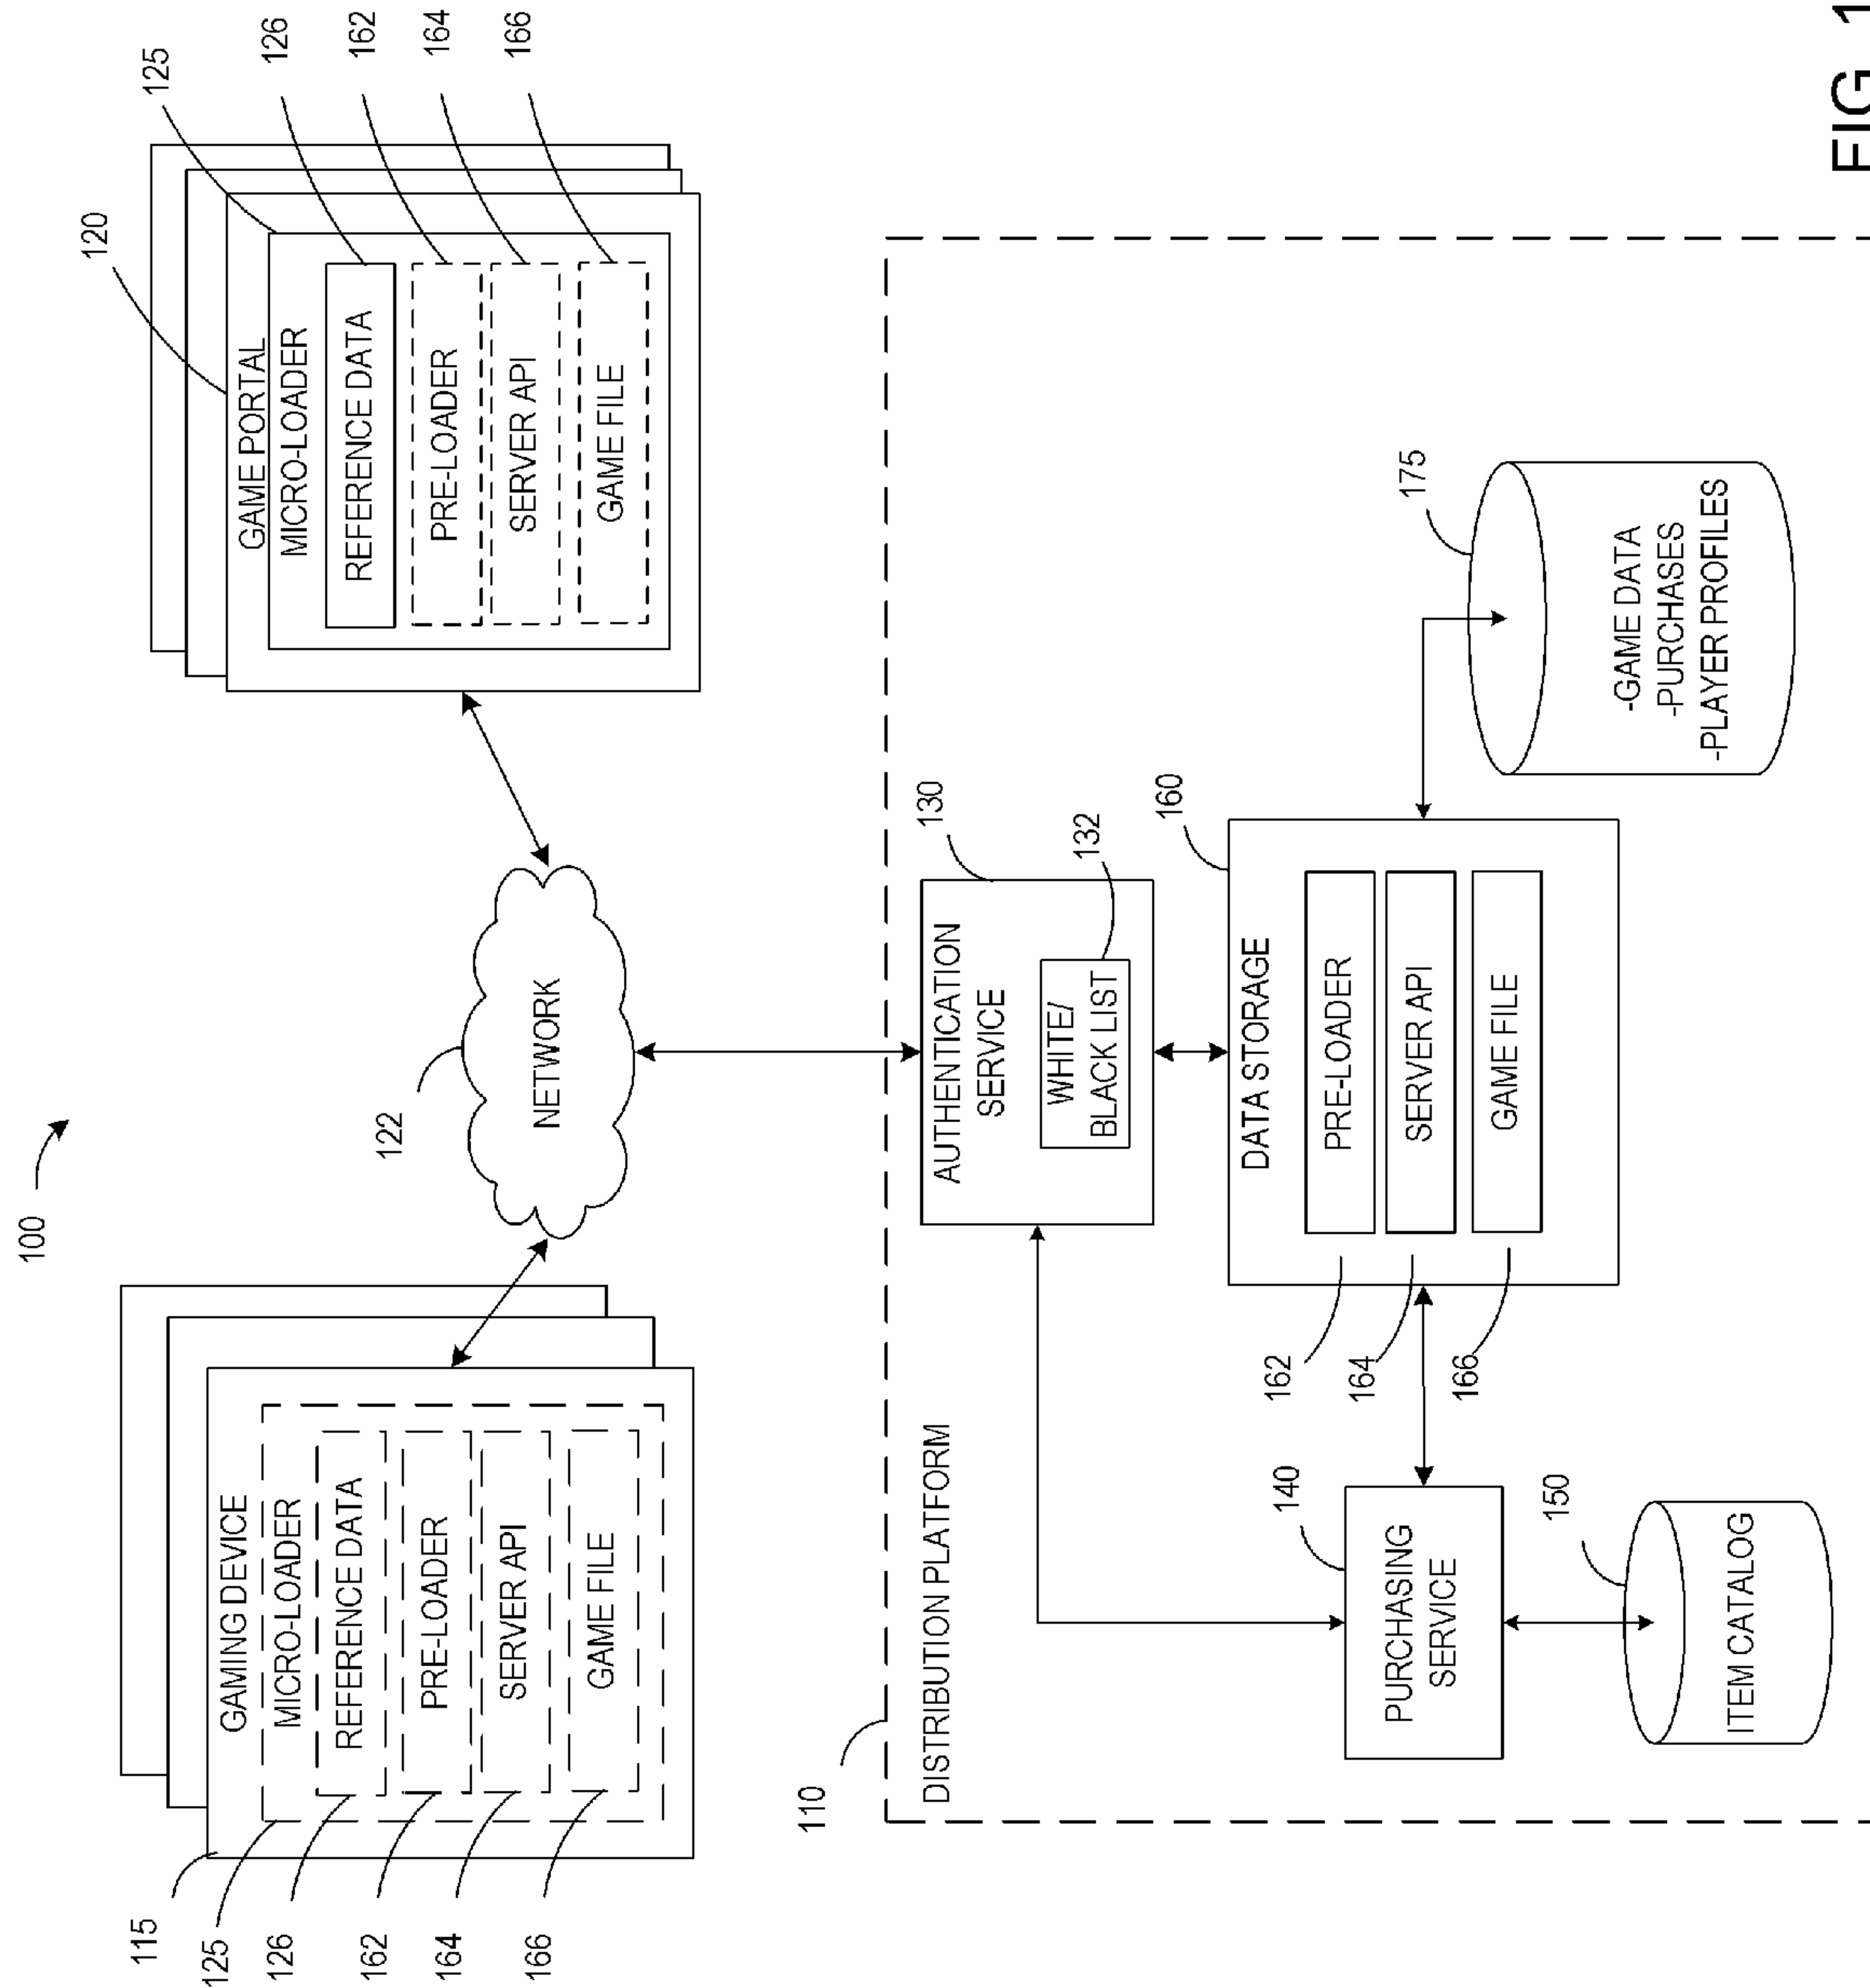 100
GAMING DEVICE
MICRO-LOADER
REFERENCE DATA
PRE-LOADER
SERVER API
GAME FILE
115
125
126
162
164
166
122
NETWORK
120
GAME PORTAL
MICRO-LOADER
REFERENCE DATA
PRE-LOADER
SERVER API
GAME FILE
125
126
162
164
166
110
DISTRIBUTION PLATFORM
AUTHENTICATION
SERVICE
130
WHITE/
BLACK LIST
132
140
PURCHASING
SERVICE
150
ITEM CATALOG
DATA STORAGE
160
PRE-LOADER
SERVER API
GAME FILE
162
164
166
175
-GAME DATA
-PURCHASES
-PLAYER PROFILES
FIG. 1